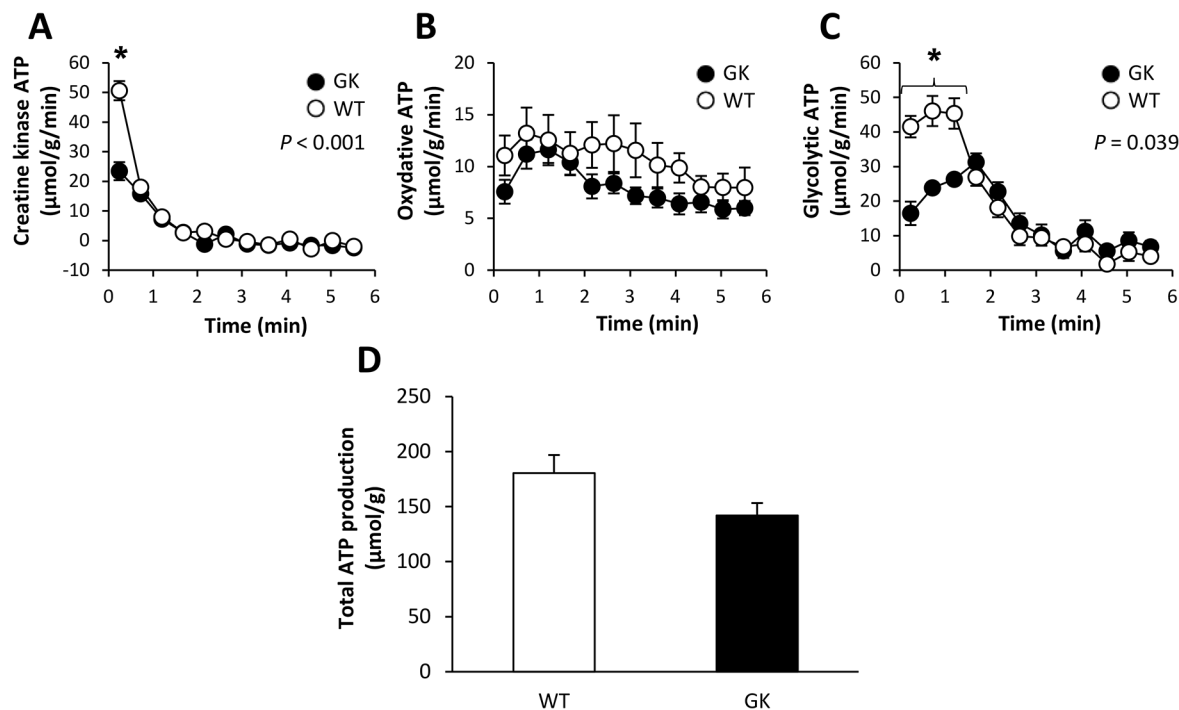 A
*
Creatine kinase ATP
(μmol/g/min)
60
50
40
30
20
10
0
-10
GK
WT
P < 0.001
0 1 2 3 4 5 6
Time (min)
B
Oxydative ATP
(μmol/g/min)
20
15
10
5
0
GK
WT
0 1 2 3 4 5 6
Time (min)
C
*
Glycolytic ATP
(μmol/g/min)
60
50
40
30
20
10
0
GK
WT
P = 0.039
0 1 2 3 4 5 6
Time (min)
D
Total ATP production
(μmol/g)
250
200
150
100
50
0
WT GK